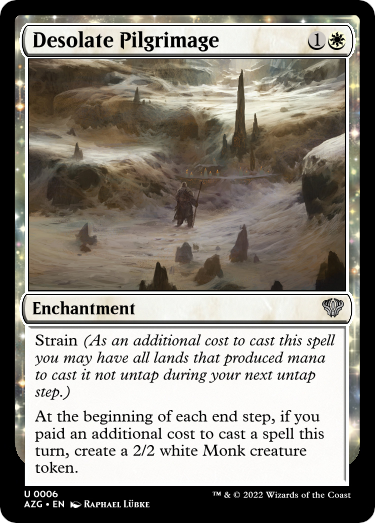 Desolate Pilgrimage 1
Enchantment
Strain (As an additional cost to cast this spell
you may have all lands that produced mana
to cast it not untap during your next untap
step.)
At the beginning of each end step, if you
paid an additional cost to cast a spell this
turn, create a 2/2 white Monk creature
token.
U 0006
AZG • EN Raphael Lübke
™ & © 2022 Wizards of the Coast